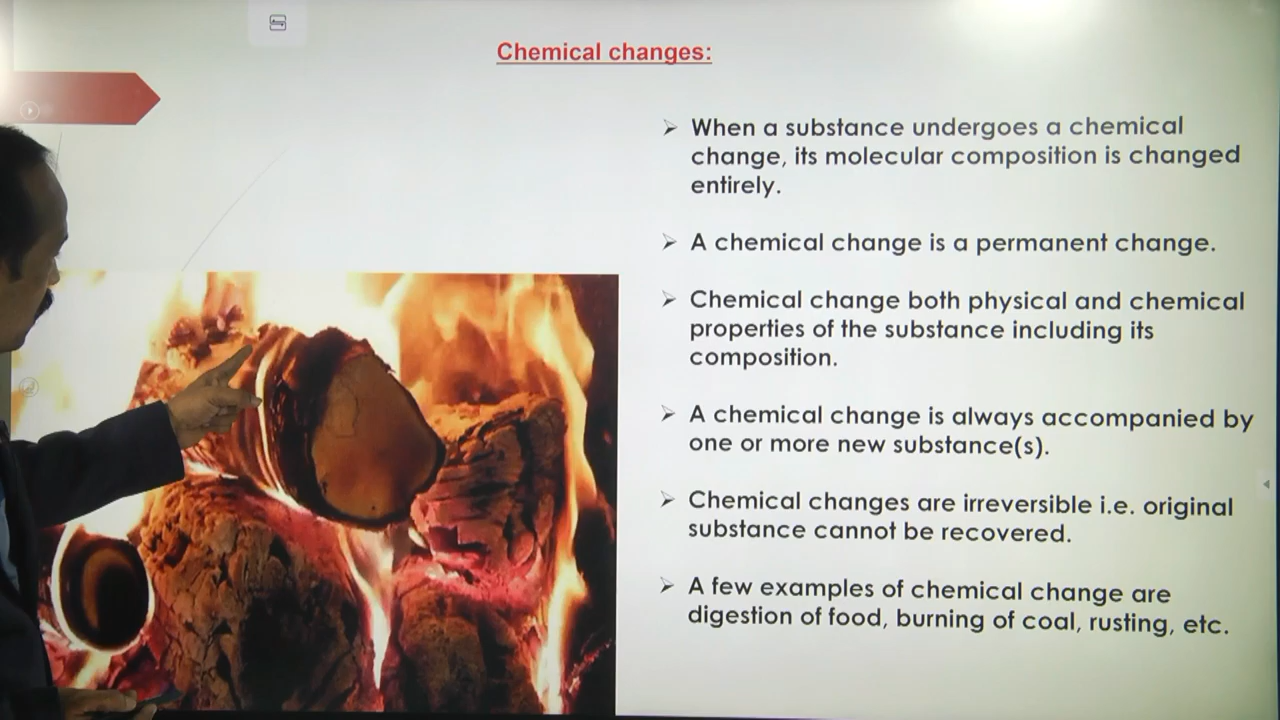 Chemical changes:
When a substance undergoes a chemical
change, its molecular composition is changed
entirely.
A chemical change is a permanent change.
Chemical change both physical and chemical
properties of the substance including its
composition.
A chemical change is always accompanied by
one or more new substance(s).
Chemical changes are irreversible i.e. original
substance cannot be recovered.
A few examples of chemical change are
digestion of food, burning of coal, rusting, etc.